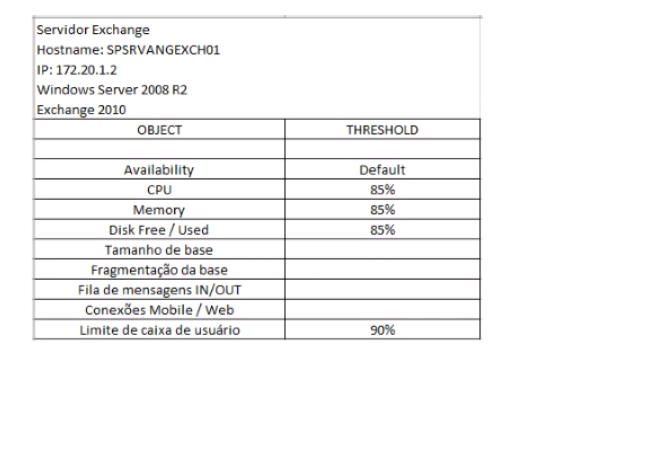 Servidor Exchange
Hostname: SPSRVANGEXCH01
IP: 172.20.1.2
Windows Server 2008 R2
Exchange 2010
OBJECT THRESHOLD
Availability Default
CPU 85%
Memory 85%
Disk Free / Used 85%
Tamanho de base
Fragmentação da base
Fila de mensagens IN/OUT
Conexões Mobile / Web
Limite de caixa de usuário 90%